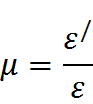 μ = ε/ / ε